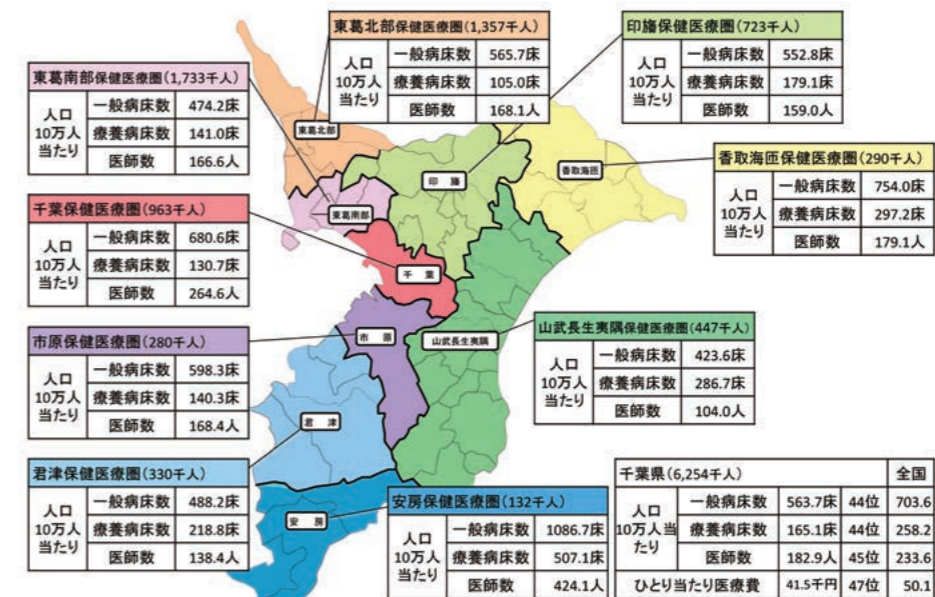 東葛北部保健医療圏(1,357千人)
人口
10万人
当たり
一般病床数 565.7床
療養病床数 105.0床
医師数 168.1人
印旛保健医療圏(723千人)
人口
10万人
当たり
一般病床数 552.8床
療養病床数 179.1床
医師数 159.0人
東葛南部保健医療圏(1,733千人)
人口
10万人
当たり
一般病床数 474.2床
療養病床数 141.0床
医師数 166.6人
香取海匝保健医療圏(290千人)
人口
10万人
当たり
一般病床数 754.0床
療養病床数 297.2床
医師数 179.1人
千葉保健医療圏(963千人)
人口
10万人
当たり
一般病床数 680.6床
療養病床数 130.7床
医師数 264.6人
東葛北部
印旛
香取海匝
東葛南部
千葉
市原
山武長生夷隅
君津
安房
市原保健医療圏(280千人)
人口
10万人
当たり
一般病床数 598.3床
療養病床数 140.3床
医師数 168.4人
山武長生夷隅保健医療圏(447千人)
人口
10万人
当たり
一般病床数 423.6床
療養病床数 286.7床
医師数 104.0人
君津保健医療圏(330千人)
人口
10万人
当たり
一般病床数 488.2床
療養病床数 218.8床
医師数 138.4人
安房保健医療圏(132千人)
人口
10万人
当たり
一般病床数 1086.7床
療養病床数 507.1床
医師数 424.1人
千葉県(6,254千人) 全国
人口
10万人当
たり
一般病床数 563.7床 44位 703.6
療養病床数 165.1床 44位 258.2
医師数 182.9人 45位 233.6
ひとり当たり医療費 41.5千円 47位 50.1